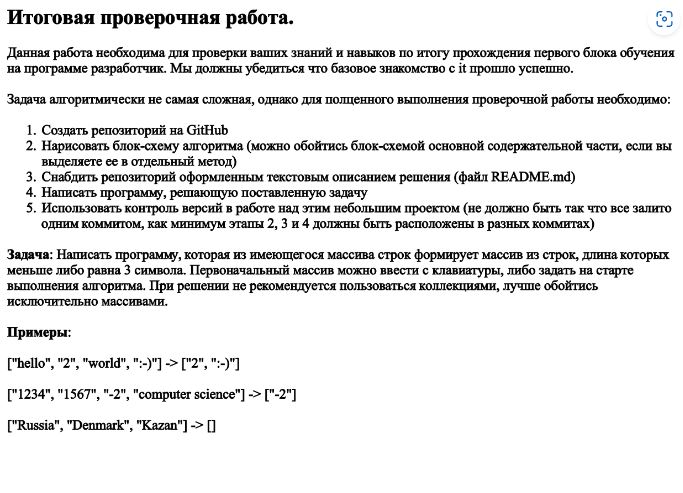 Итоговая проверочная работа.
Данная работа необходима для проверки ваших знаний и навыков по итогу прохождения первого блока обучения
на программе разработчик. Мы должны убедиться что базовое знакомство с it прошло успешно.
Задача алгоритмически не самая сложная, однако для полценного выполнения проверочной работы необходимо:
1. Создать репозиторий на GitHub
2. Нарисовать блок-схему алгоритма (можно обойтись блок-схемой основной содержательной части, если вы
выделяете ее в отдельный метод)
3. Снабдить репозиторий оформленным текстовым описанием решения (файл README.md)
4. Написать программу, решающую поставленную задачу
5. Использовать контроль версий в работе над этим небольшим проектом (не должно быть так что все залито
одним коммитом, как минимум этапы 2, 3 и 4 должны быть расположены в разных коммитах)
Задача: Написать программу, которая из имеющегося массива строк формирует массив из строк, длина которых
меньше либо равна 3 символа. Первоначальный массив можно ввести с клавиатуры, либо задать на старте
выполнения алгоритма. При решении не рекомендуется пользоваться коллекциями, лучше обойтись
исключительно массивами.
Примеры:
["hello", "2", "world", ":-)"] -> ["2", ":-)"]
["1234", "1567", "-2", "computer science"] -> ["-2"]
["Russia", "Denmark", "Kazan"] -> []